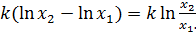 k(ln x₂ − ln x₁) = k ln x₂/x₁.